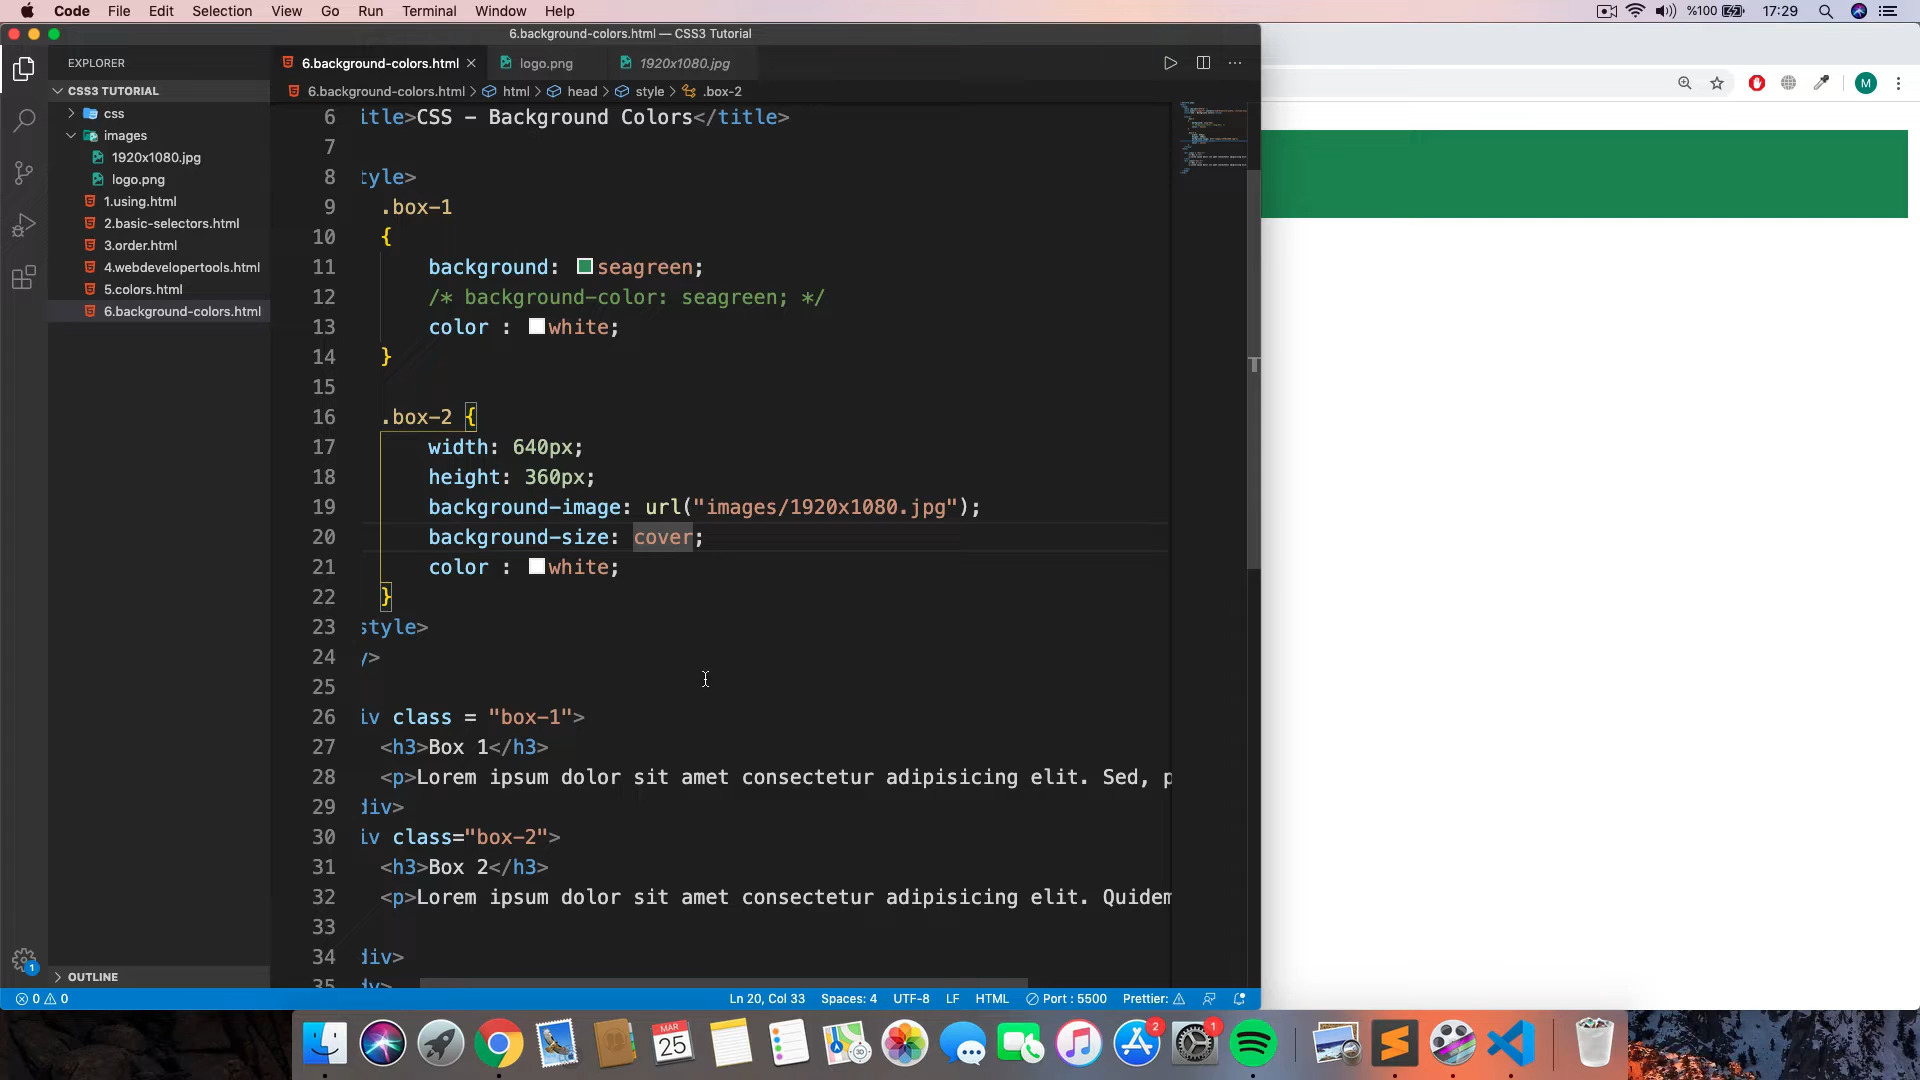 Code File Edit Selection View Go Run Terminal Window Help %100 17:29
6.background-colors.html — CSS3 Tutorial
EXPLORER
CSS3 TUTORIAL
css
images
1920x1080.jpg
logo.png
1.using.html
2.basic-selectors.html
3.order.html
4.webdevelopertools.html
5.colors.html
6.background-colors.html
OUTLINE
6.background-colors.html logo.png 1920x1080.jpg
6.background-colors.html > html > head > style > .box-2
6 itle>CSS - Background Colors</title>
7
8 tyle>
9 .box-1
10 {
11 background: seagreen;
12 /* background-color: seagreen; */
13 color : white;
14 }
15
16 .box-2 {
17 width: 640px;
18 height: 360px;
19 background-image: url("images/1920x1080.jpg");
20 background-size: cover;
21 color : white;
22 }
23 style>
24 y>
25
26 iv class = "box-1">
27 <h3>Box 1</h3>
28 <p>Lorem ipsum dolor sit amet consectetur adipisicing elit. Sed, p
29 div>
30 iv class="box-2">
31 <h3>Box 2</h3>
32 <p>Lorem ipsum dolor sit amet consectetur adipisicing elit. Quidem
33
34 div>
35 dy>
M
1
0 0 Ln 20, Col 33 Spaces: 4 UTF-8 LF HTML Port : 5500 Prettier:
MAR
25
2
1